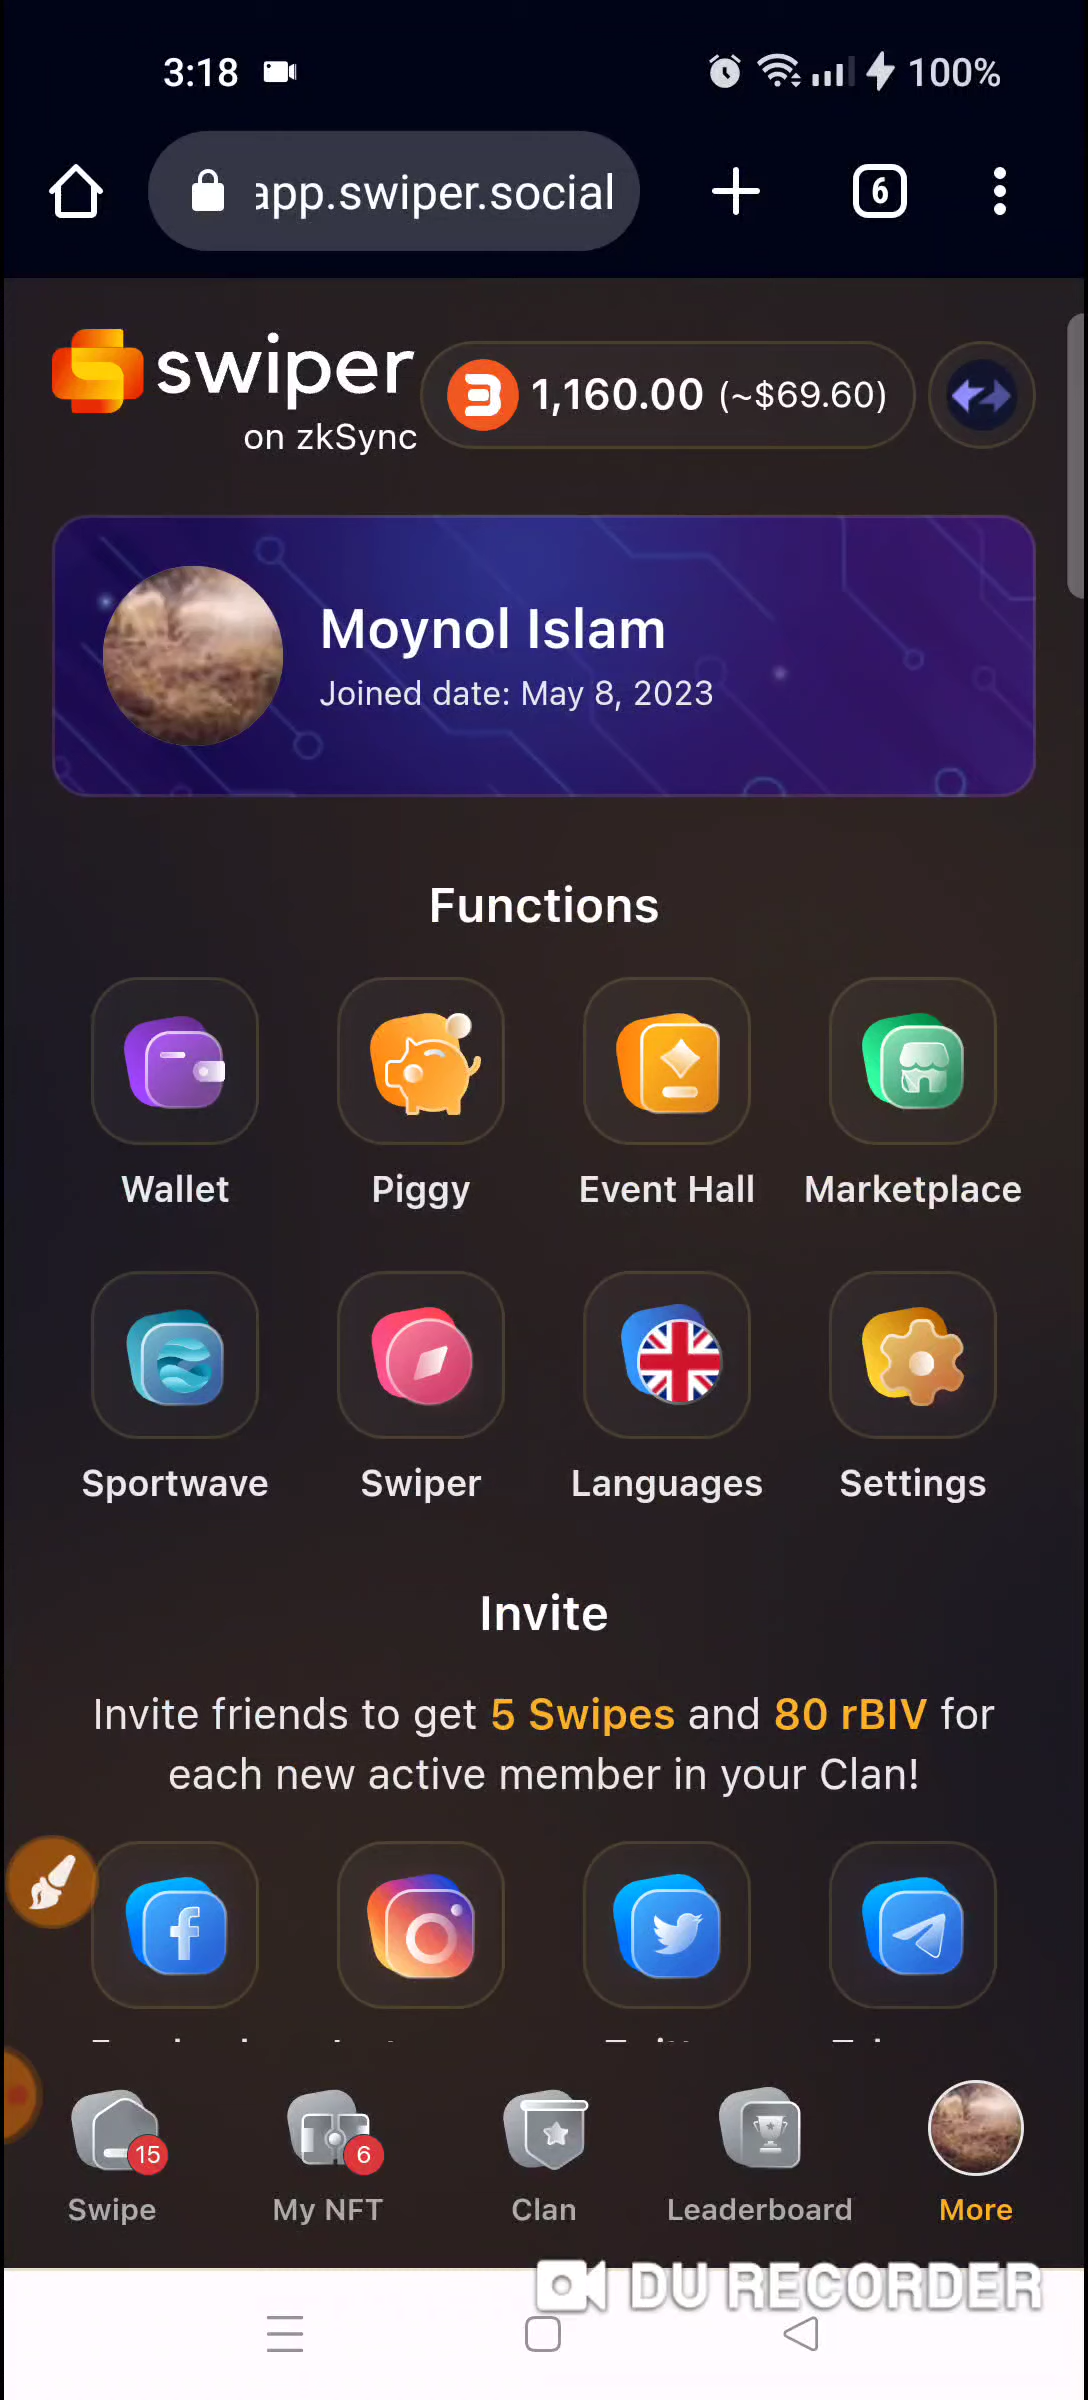 3:18 100%
app.swiper.social 6
swiper 1,160.00 (~$69.60)
on zkSync
Moynol Islam
Joined date: May 8, 2023
Functions
Wallet Piggy Event Hall Marketplace
Sportwave Swiper Languages Settings
Invite
Invite friends to get 5 Swipes and 80 rBIV for
each new active member in your Clan!
15 6
Swipe My NFT Clan Leaderboard More
DU RECORDER